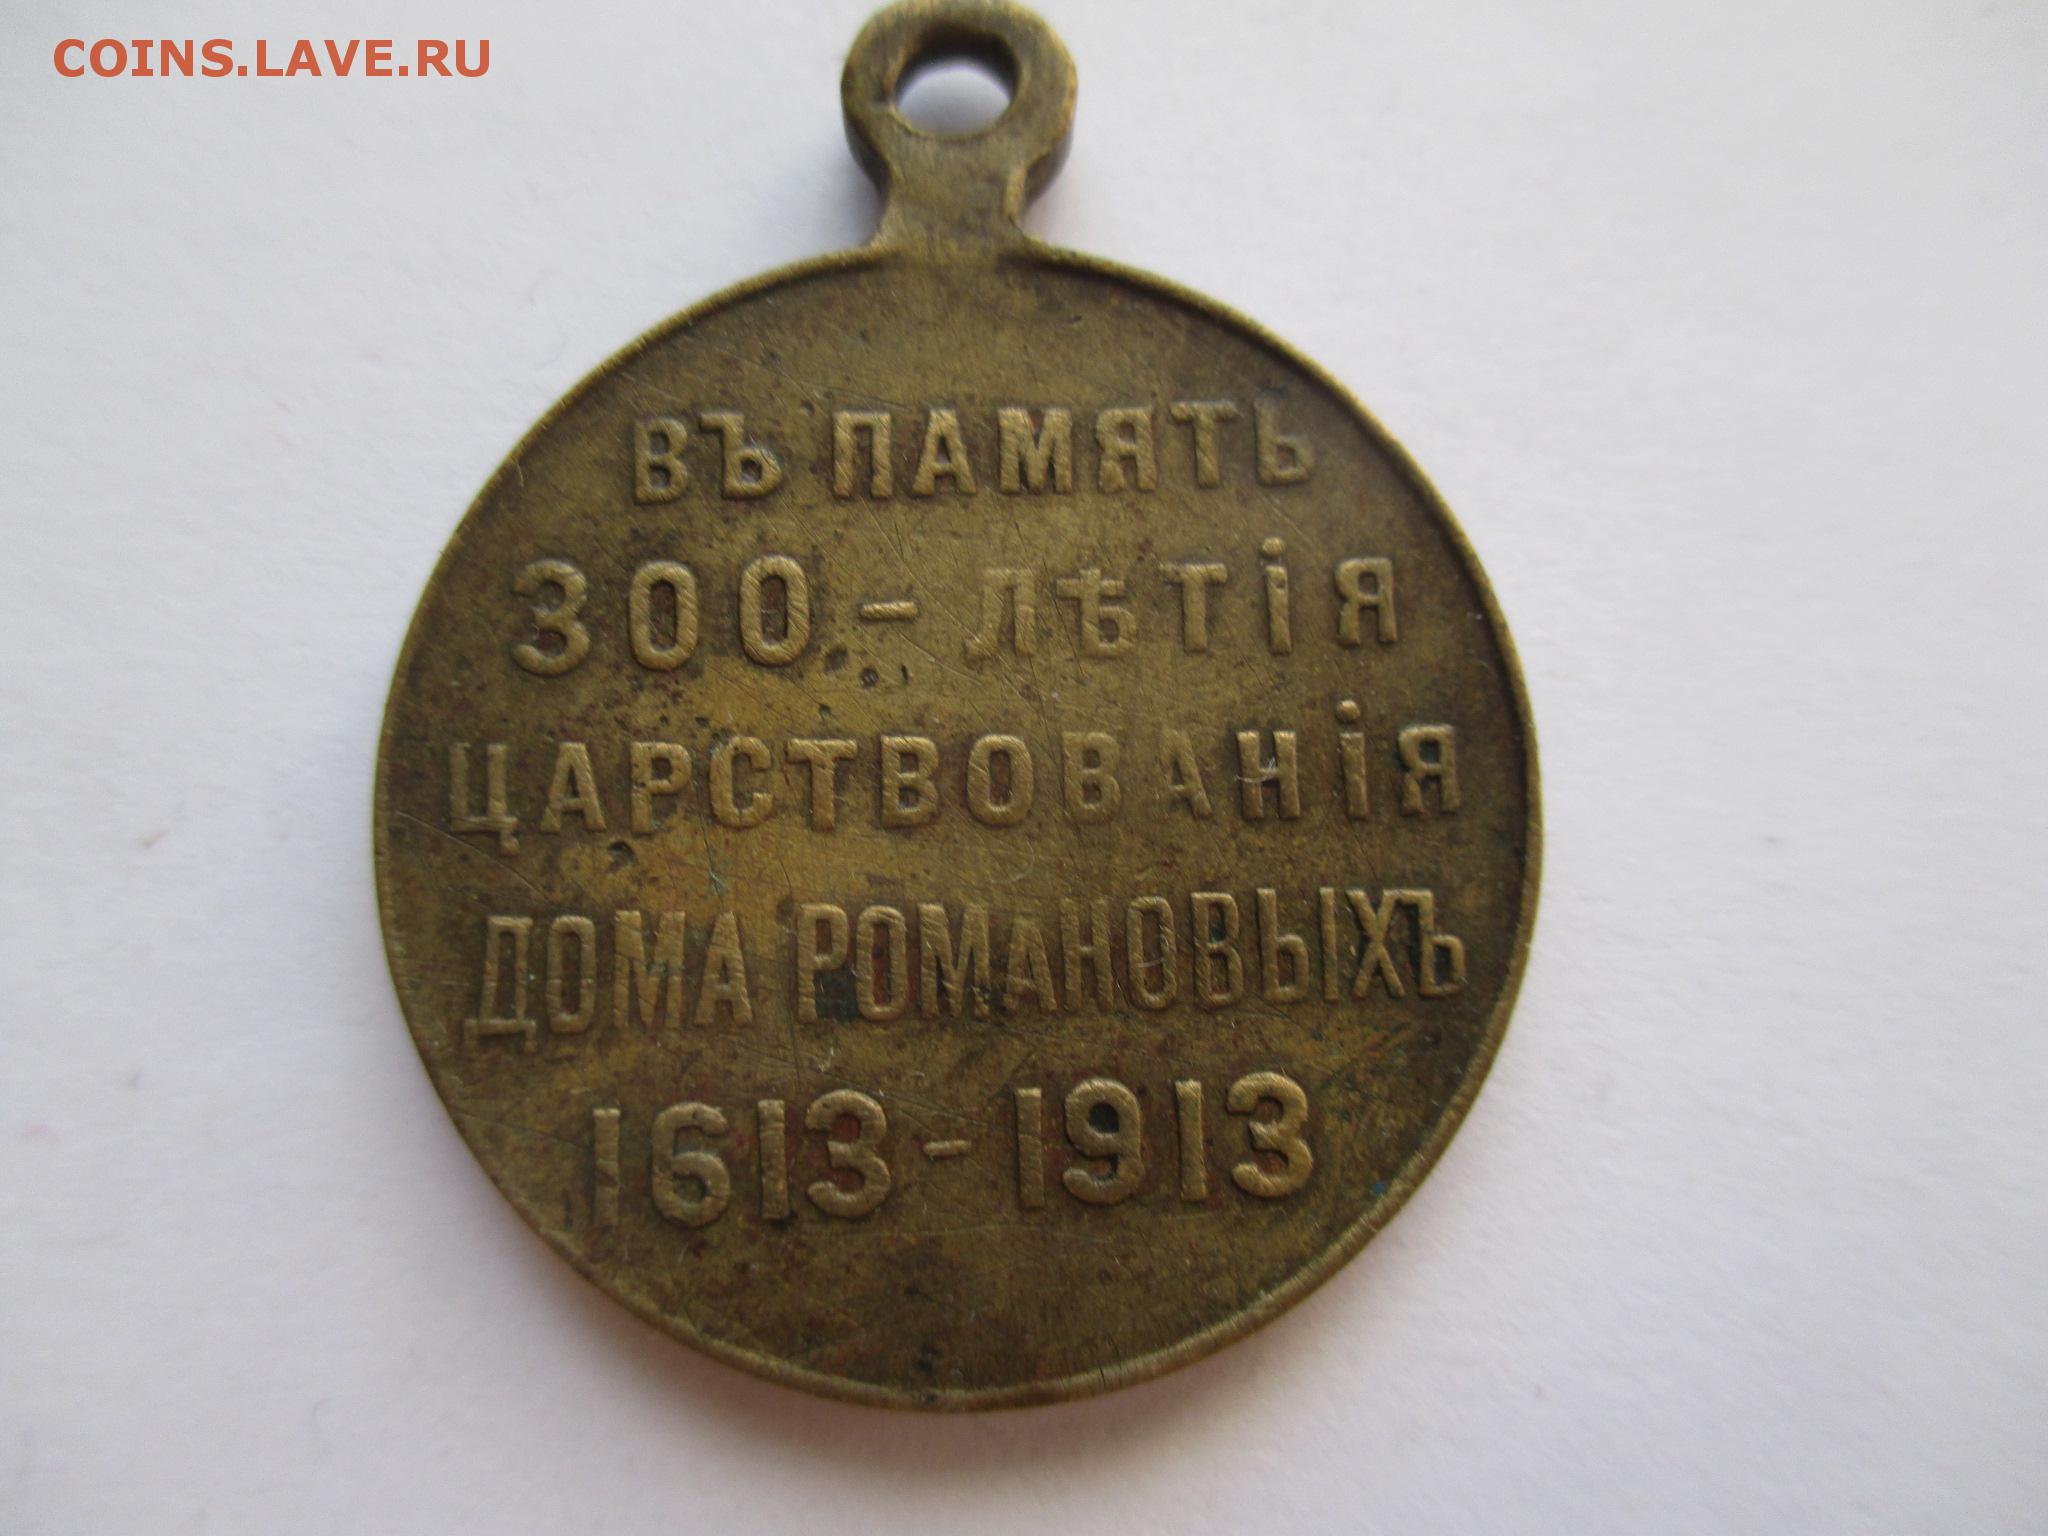 COINS.LAVE.RU
ВЪ ПАМЯТЬ
300-ЛѢТІЯ
ЦАРСТВОВАНІЯ
ДОМА РОМАНОВЫХЪ
1613-1913